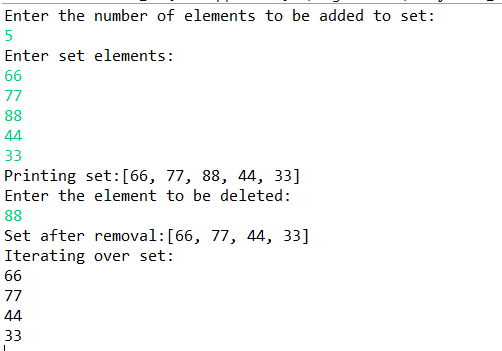 Enter the number of elements to be added to set:
5
Enter set elements:
66
77
88
44
33
Printing set:[66, 77, 88, 44, 33]
Enter the element to be deleted:
88
Set after removal:[66, 77, 44, 33]
Iterating over set:
66
77
44
33